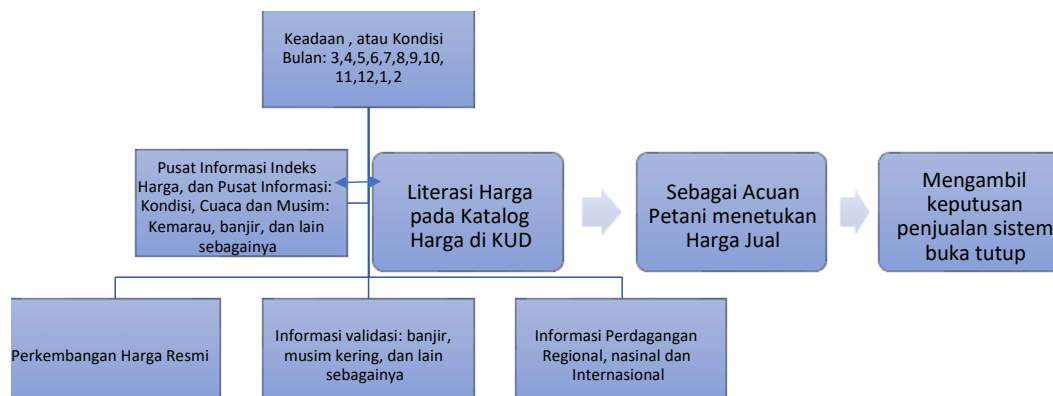 Keadaan , atau Kondisi
Bulan: 3,4,5,6,7,8,9,10,
11,12,1,2
Pusat Informasi Indeks
Harga, dan Pusat Informasi:
Kondisi, Cuaca dan Musim:
Kemarau, banjir, dan lain
sebagainya
Literasi Harga
pada Katalog
Harga di KUD
Sebagai Acuan
Petani menetukan
Harga Jual
Mengambil
keputusan
penjualan sistem
buka tutup
Perkembangan Harga Resmi
Informasi validasi: banjir,
musim kering, dan lain
sebagainya
Informasi Perdagangan
Regional, nasinal dan
Internasional